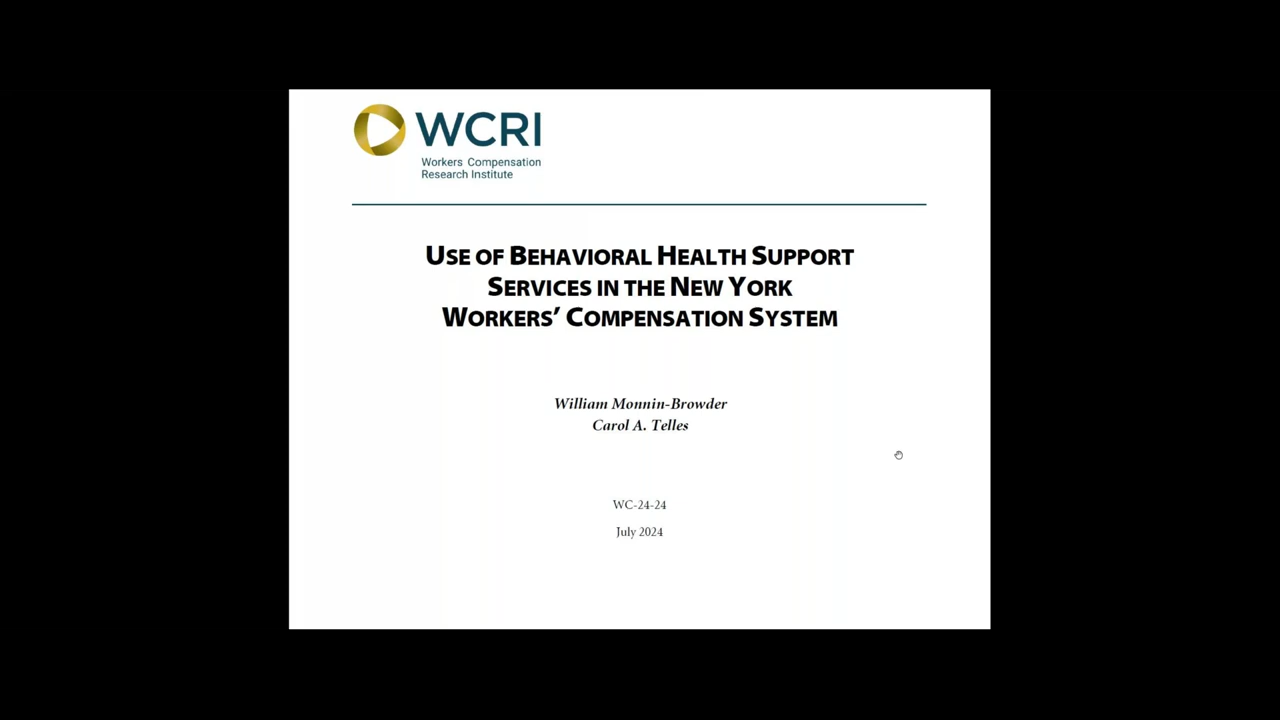 WCRI
Workers Compensation
Research Institute
USE OF BEHAVIORAL HEALTH SUPPORT
SERVICES IN THE NEW YORK
WORKERS’ COMPENSATION SYSTEM
William Monnin-Browder
Carol A. Telles
WC-24-24
July 2024